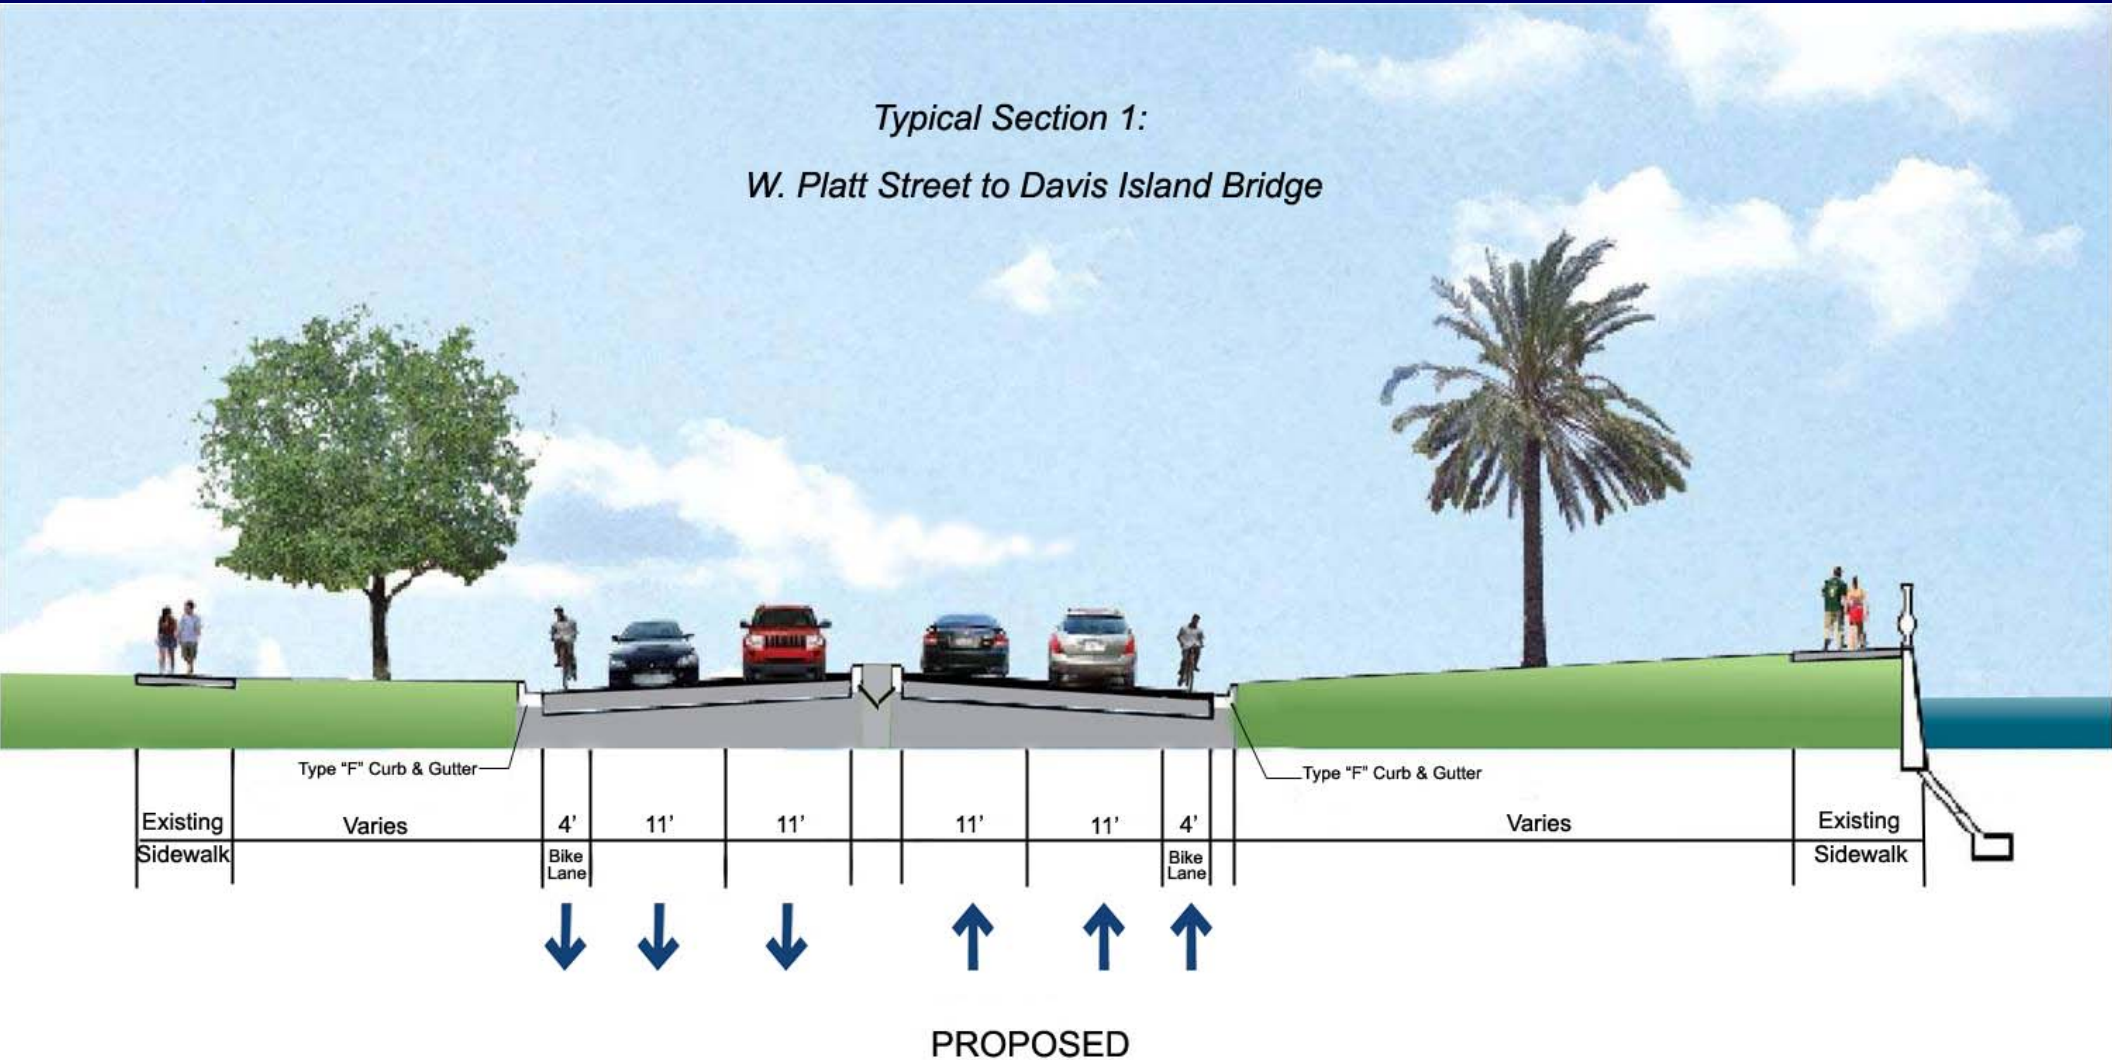 Typical Section 1:
W. Platt Street to Davis Island Bridge
Type “F” Curb & Gutter
Type “F” Curb & Gutter
Existing
Sidewalk
Varies
4’
Bike
Lane
11’
11’
11’
11’
4’
Bike
Lane
Varies
Existing
Sidewalk
PROPOSED